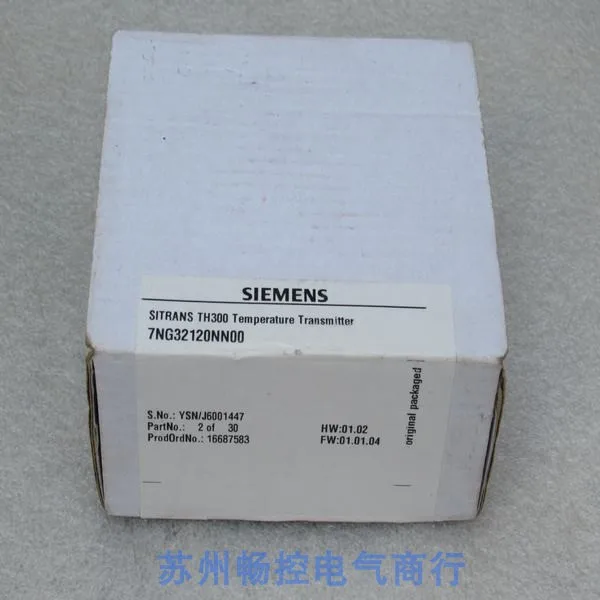 SIEMENS
SITRANS TH300 Temperature Transmitter
7NG32120NN00
S.No.: YSN/J6001447
PartNo.: 2 of 30
ProdOrdNo.: 16687583
HW:01.02
FW:01.01.04
original packaged
苏州畅控电气商行